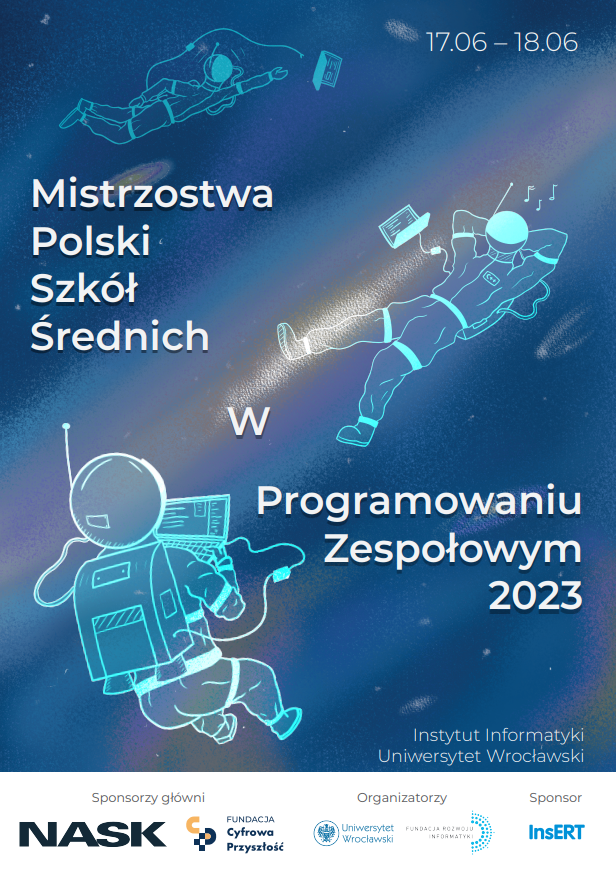 17.06 – 18.06
Mistrzostwa
Polski
Szkół
Średnich
W
Programowaniu
Zespołowym
2023
Instytut Informatyki
Uniwersytet Wrocławski
Sponsorzy główni
Organizatorzy
Sponsor
NASK
FUNDACJA
Cyfrowa
Przyszłość
Uniwersytet
Wrocławski
FUNDACJA ROZWOJU
INFORMATYKI
InsERT
C++